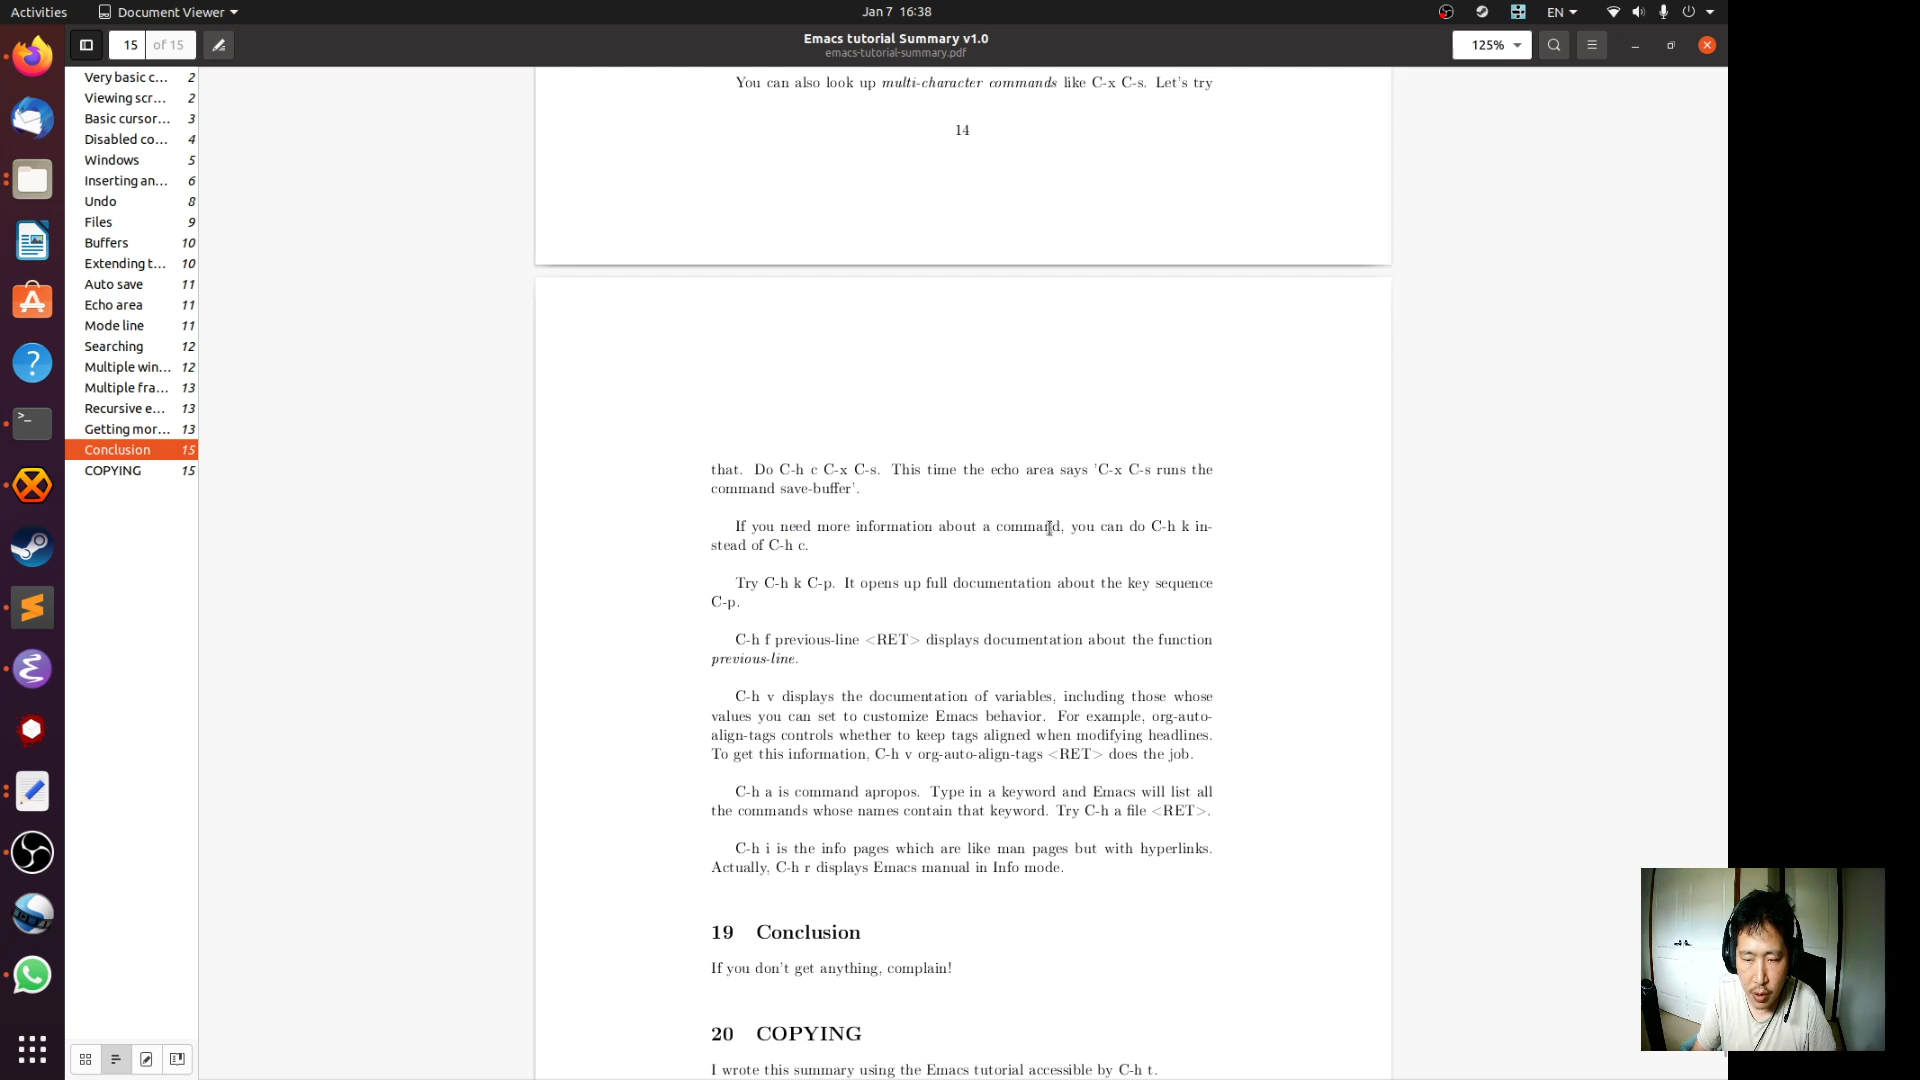 Activities
Document Viewer
Jan 7 16:38
EN
15 of 15
Emacs tutorial Summary v1.0
emacs-tutorial-summary.pdf
125%
Very basic c... 2
Viewing scr... 2
Basic cursor... 3
Disabled co... 4
Windows 5
Inserting an... 6
Undo 8
Files 9
Buffers 10
Extending t... 10
Auto save 11
Echo area 11
Mode line 11
Searching 12
Multiple win... 12
Multiple fra... 13
Recursive e... 13
Getting mor... 13
Conclusion 15
COPYING 15
You can also look up multi-character commands like C-x C-s. Let's try
14
that. Do C-h c C-x C-s. This time the echo area says 'C-x C-s runs the
command save-buffer'.
If you need more information about a command, you can do C-h k in-
stead of C-h c.
Try C-h k C-p. It opens up full documentation about the key sequence
C-p.
C-h f previous-line <RET> displays documentation about the function
previous-line.
C-h v displays the documentation of variables, including those whose
values you can set to customize Emacs behavior. For example, org-auto-
align-tags controls whether to keep tags aligned when modifying headlines.
To get this information, C-h v org-auto-align-tags <RET> does the job.
C-h a is command apropos. Type in a keyword and Emacs will list all
the commands whose names contain that keyword. Try C-h a file <RET>.
C-h i is the info pages which are like man pages but with hyperlinks.
Actually, C-h r displays Emacs manual in Info mode.
19 Conclusion
If you don't get anything, complain!
20 COPYING
I wrote this summary using the Emacs tutorial accessible by C-h t.